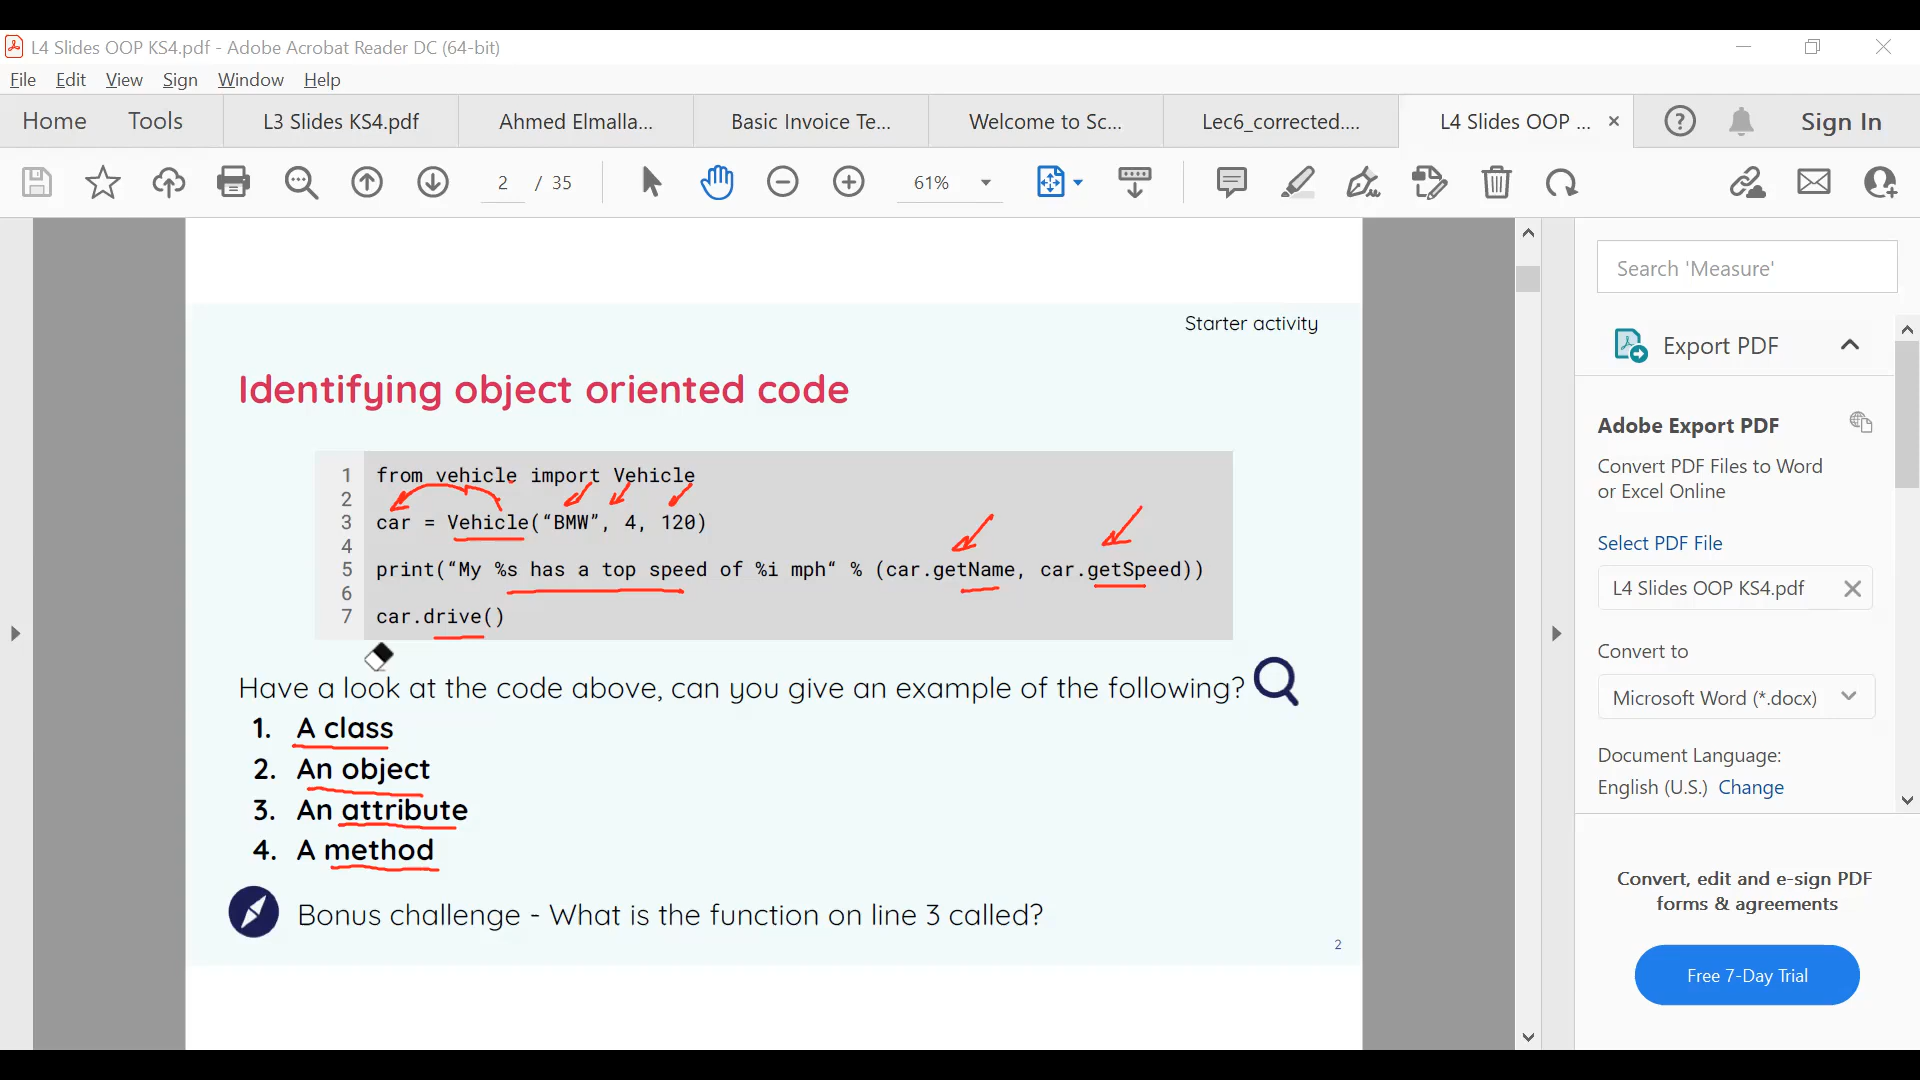 L4 Slides OOP KS4.pdf - Adobe Acrobat Reader DC (64-bit)
File Edit View Sign Window Help
Home Tools L3 Slides KS4.pdf Ahmed Elmalla... Basic Invoice Te... Welcome to Sc... Lec6_corrected.... L4 Slides OOP ... Sign In
2 / 35 61%
Search 'Measure'
Starter activity
Export PDF
Identifying object oriented code
Adobe Export PDF
Convert PDF Files to Word
or Excel Online
1 from vehicle import Vehicle
2
3 car = Vehicle(“BMW”, 4, 120)
4
5 print(“My %s has a top speed of %i mph“ % (car.getName, car.getSpeed))
6
7 car.drive()
Select PDF File
L4 Slides OOP KS4.pdf
Convert to
Microsoft Word (*.docx)
Document Language:
English (U.S.) Change
Have a look at the code above, can you give an example of the following?
1. A class
2. An object
3. An attribute
4. A method
Bonus challenge - What is the function on line 3 called?
2
Convert, edit and e-sign PDF
forms & agreements
Free 7-Day Trial